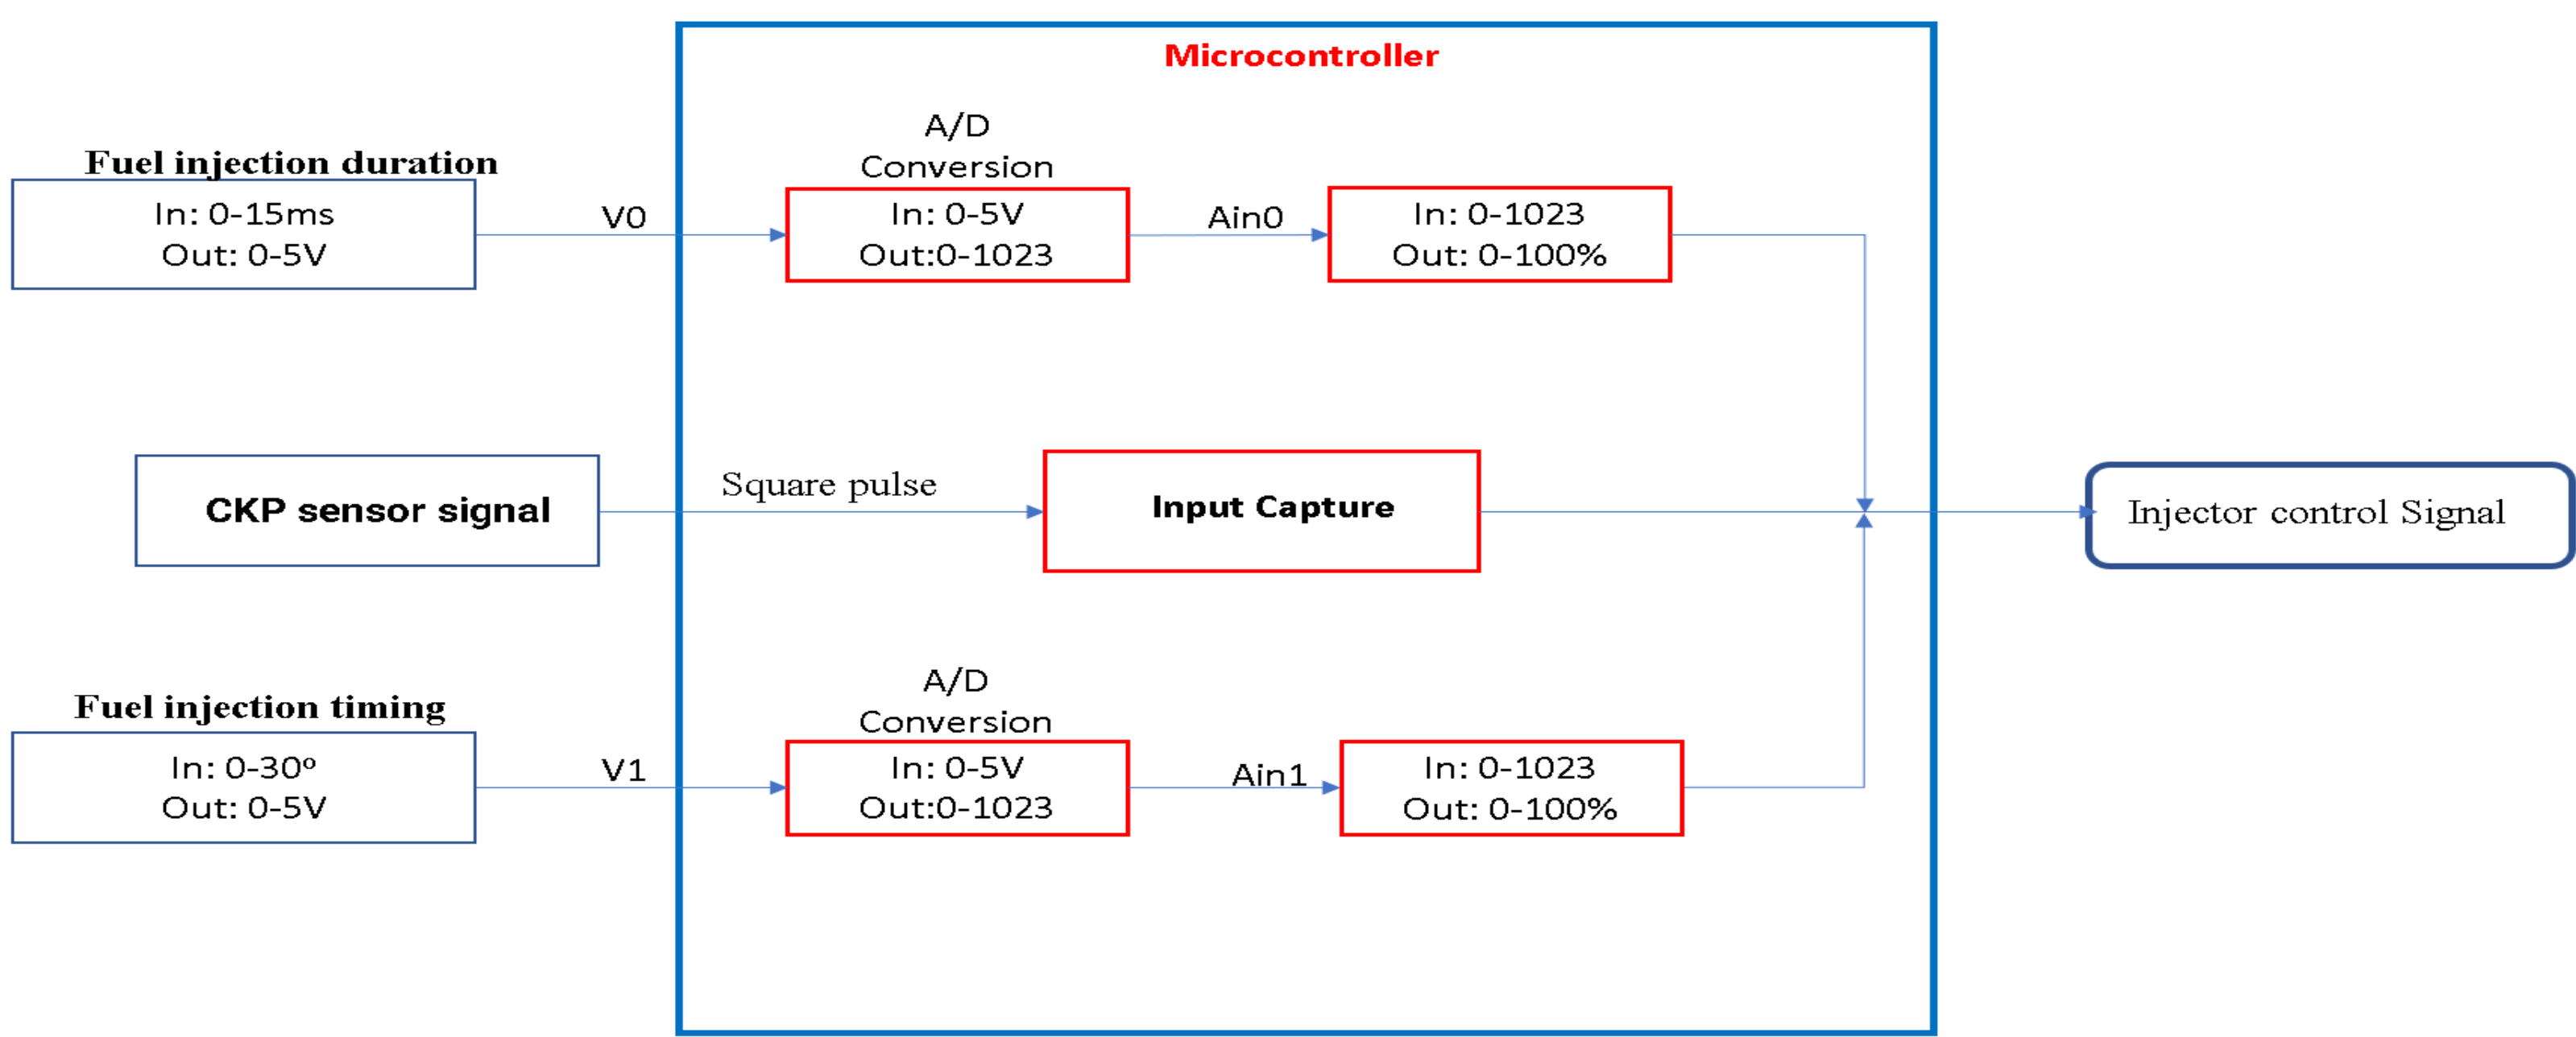 Microcontroller
Fuel injection duration
In: 0-15ms
Out: 0-5V
V0
A/D
Conversion
In: 0-5V
Out:0-1023
Ain0
In: 0-1023
Out: 0-100%
CKP sensor signal
Square pulse
Input Capture
Injector control Signal
Fuel injection timing
In: 0-30º
Out: 0-5V
V1
A/D
Conversion
In: 0-5V
Out:0-1023
Ain1
In: 0-1023
Out: 0-100%